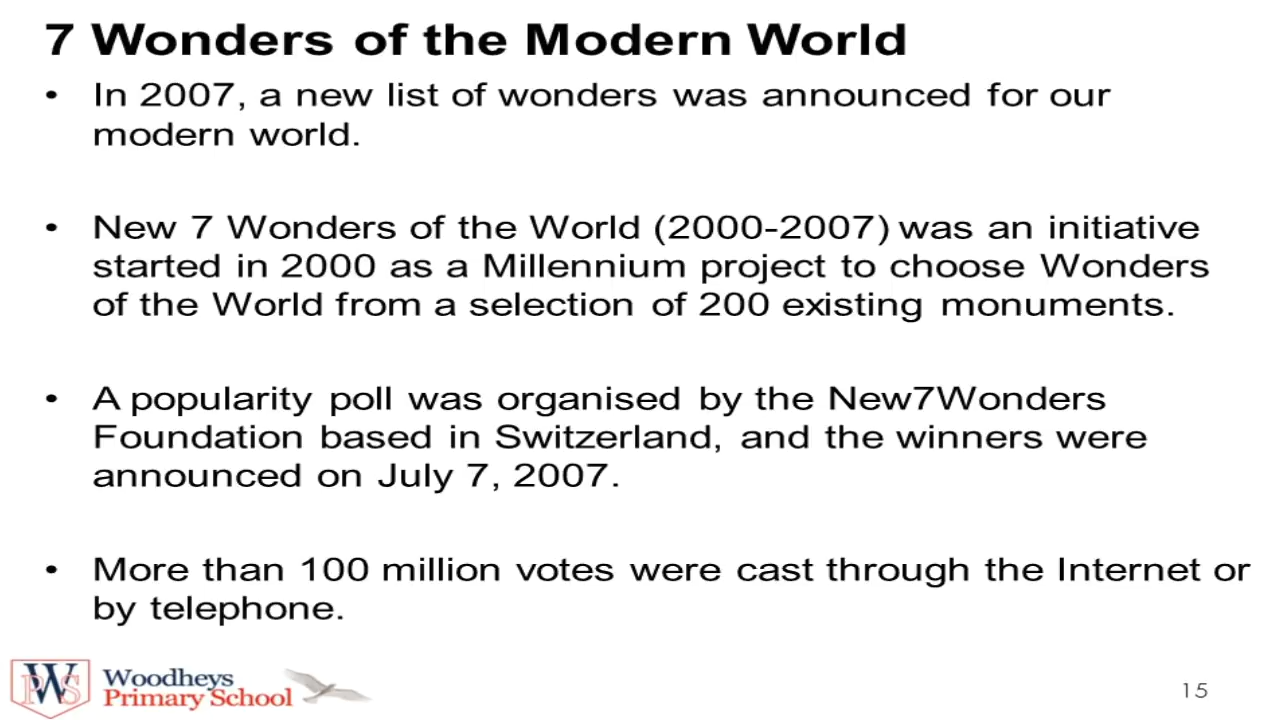 7 Wonders of the Modern World
• In 2007, a new list of wonders was announced for our
modern world.
• New 7 Wonders of the World (2000-2007) was an initiative
started in 2000 as a Millennium project to choose Wonders
of the World from a selection of 200 existing monuments.
• A popularity poll was organised by the New7Wonders
Foundation based in Switzerland, and the winners were
announced on July 7, 2007.
• More than 100 million votes were cast through the Internet or
by telephone.
WPS
Woodheys
Primary School
15